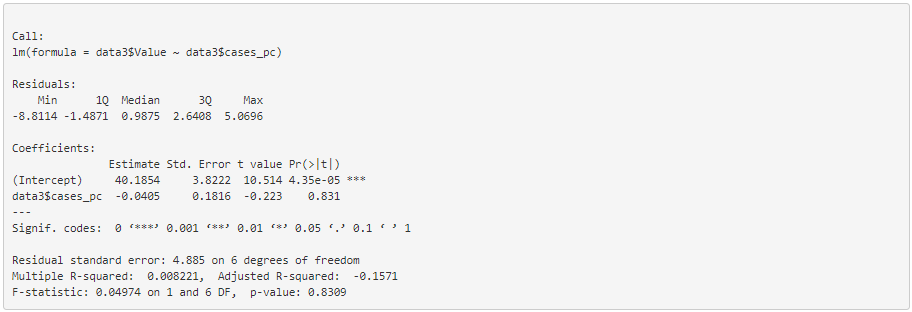 Call:
lm(formula = data3$Value ~ data3$cases_pc)
Residuals:
    Min      1Q  Median      3Q     Max
-8.8114 -1.4871  0.9875  2.6408  5.0696
Coefficients:
               Estimate Std. Error t value Pr(>|t|)
(Intercept)     40.1854     3.8222  10.514 4.35e-05 ***
data3$cases_pc  -0.0405     0.1816  -0.223    0.831
---
Signif. codes:  0 ‘***’ 0.001 ‘**’ 0.01 ‘*’ 0.05 ‘.’ 0.1 ‘ ’ 1
Residual standard error: 4.885 on 6 degrees of freedom
Multiple R-squared:  0.008221,  Adjusted R-squared:  -0.1571
F-statistic: 0.04974 on 1 and 6 DF,  p-value: 0.8309